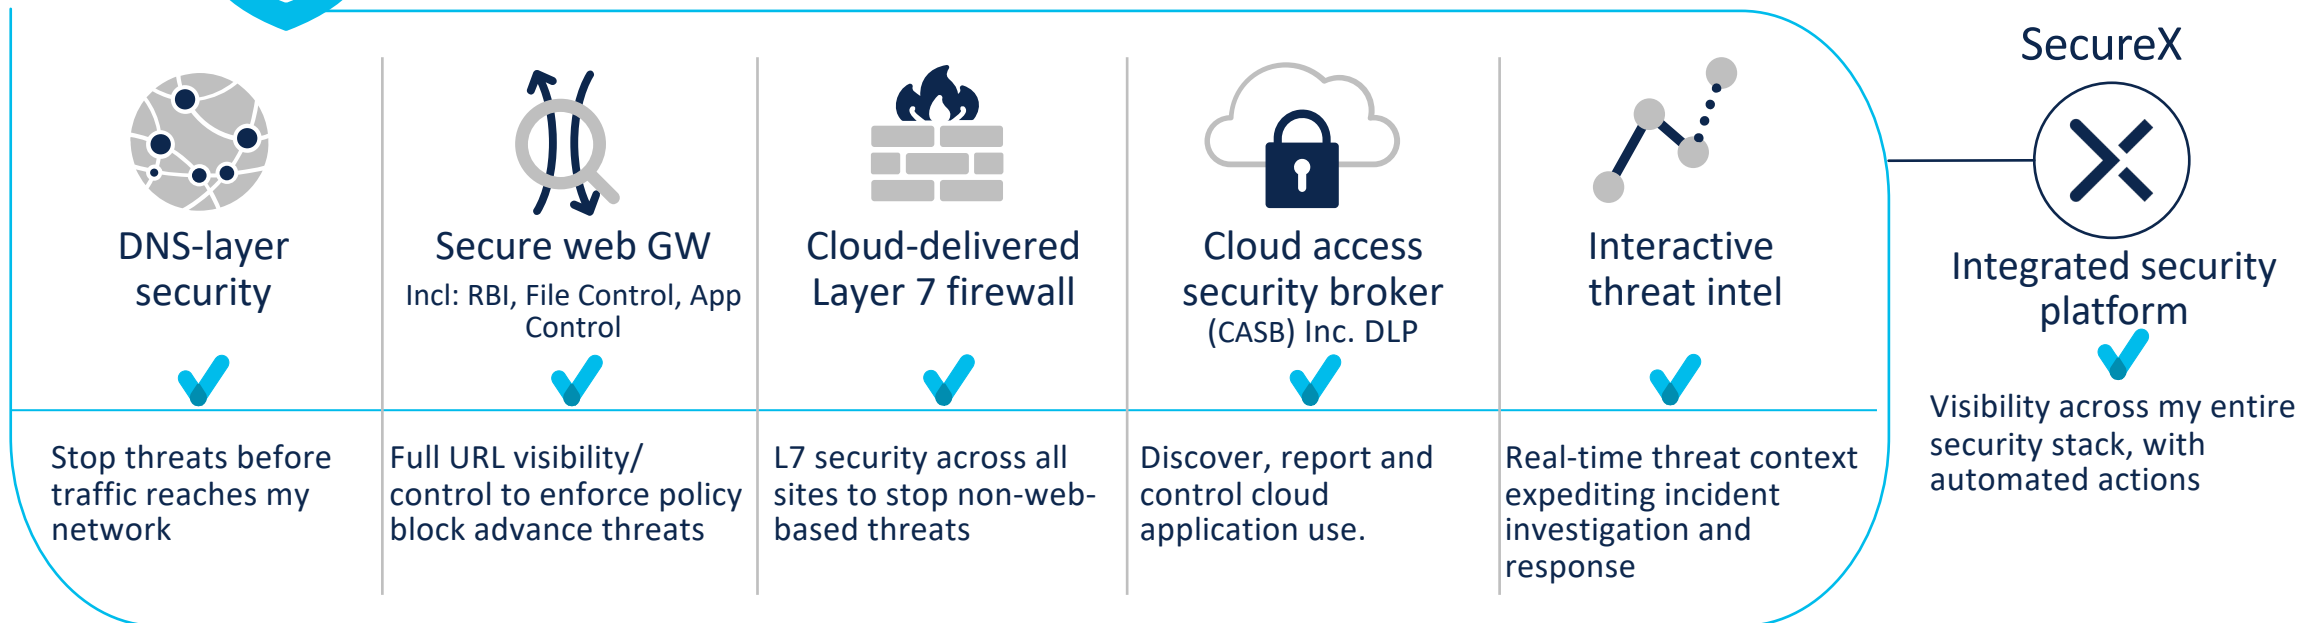 DNS-layer
security
Stop threats before
traffic reaches my
network
Secure web GW
Incl: RBI, File Control, App
Control
Full URL visibility/
control to enforce policy
block advance threats
Cloud-delivered
Layer 7 firewall
L7 security across all
sites to stop non-web-
based threats
Cloud access
security broker
(CASB) Inc. DLP
Discover, report and
control cloud
application use.
Interactive
threat intel
Real-time threat context
expediting incident
investigation and
response
SecureX
Integrated security
platform
Visibility across my entire
security stack, with
automated actions